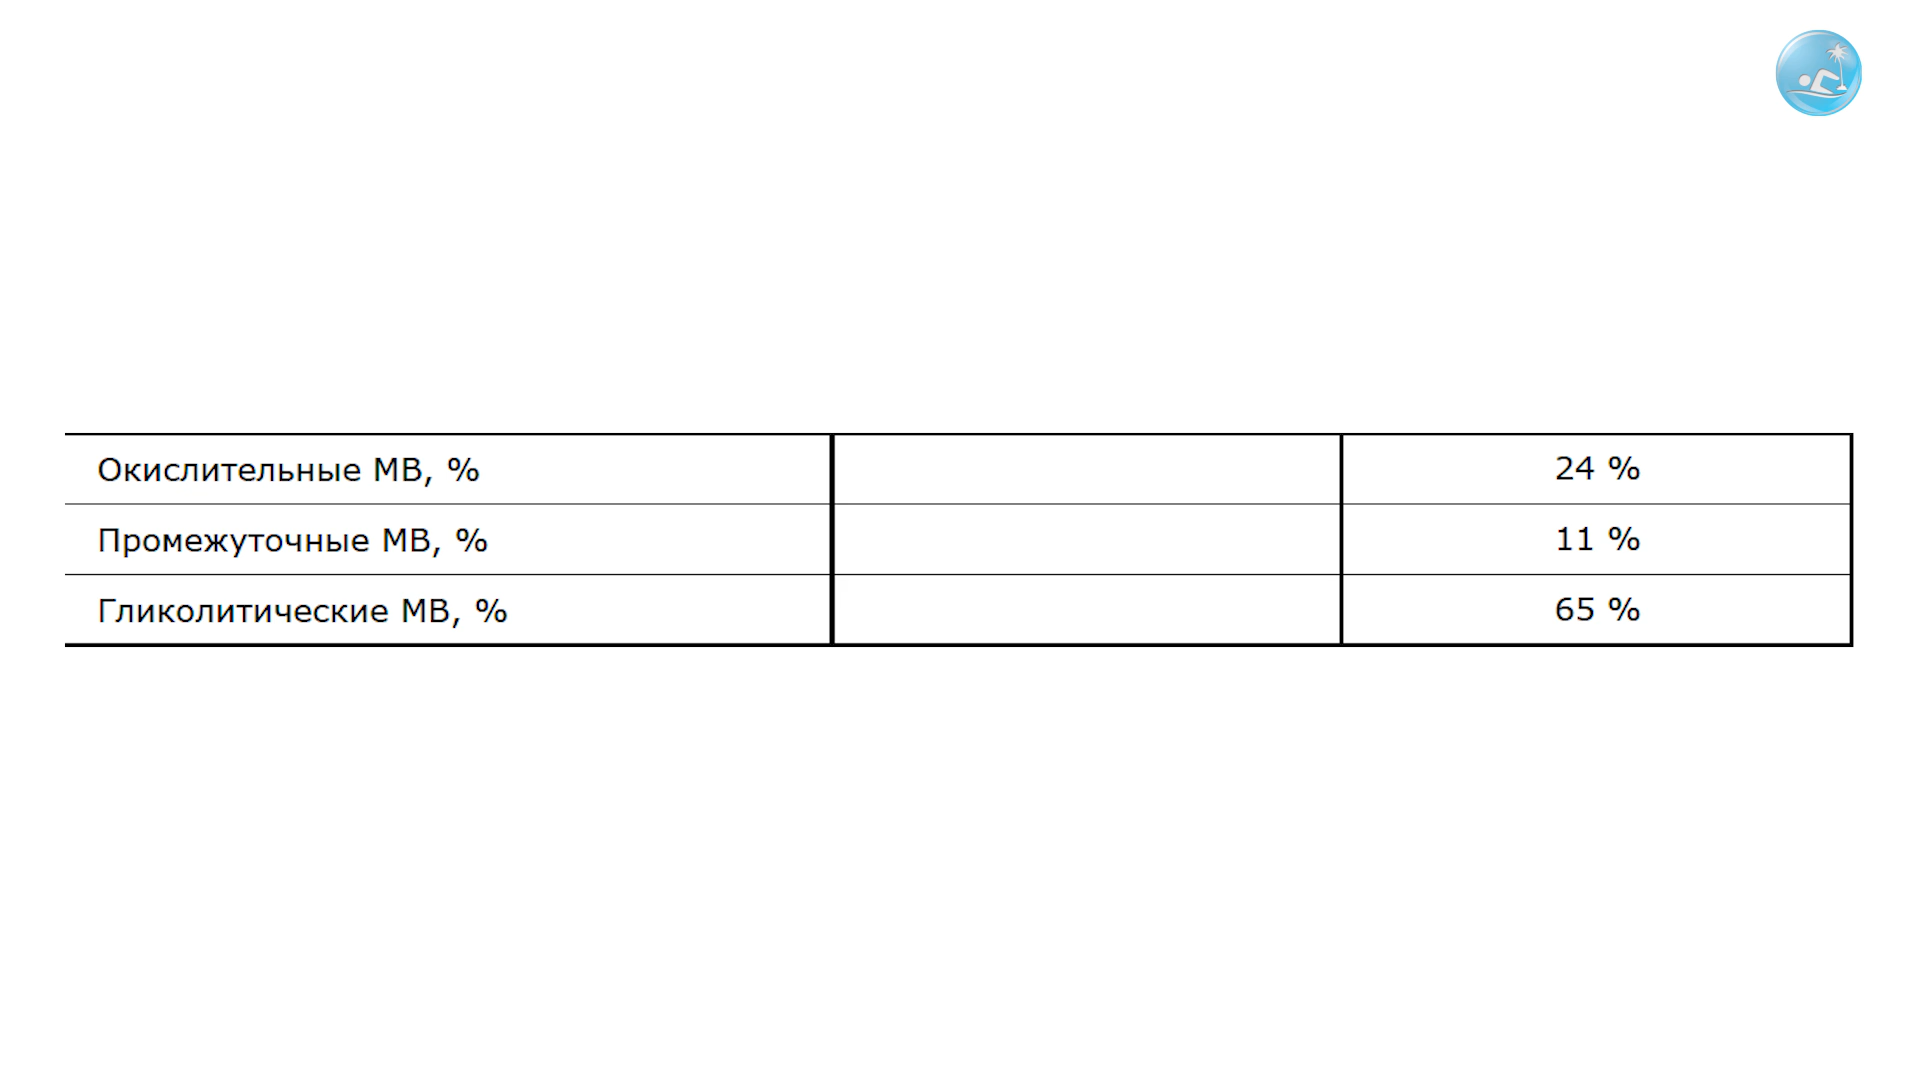 Окислительные МВ, % 24 %
Промежуточные МВ, % 11 %
Гликолитические МВ, % 65 %